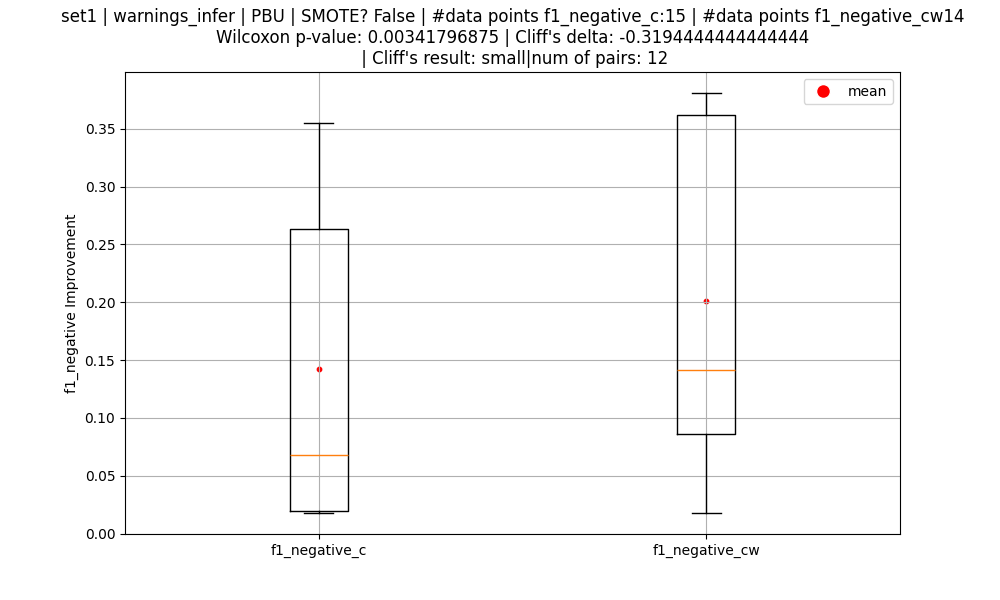 set1 | warnings_infer | PBU | SMOTE? False | #data points f1_negative_c:15 | #data points f1_negative_cw14
Wilcoxon p-value: 0.00341796875 | Cliff's delta: -0.3194444444444444
| Cliff's result: small|num of pairs: 12
mean
0.35
0.30
0.25
0.20
0.15
0.10
0.05
0.00
f1_negative Improvement
f1_negative_c
f1_negative_cw